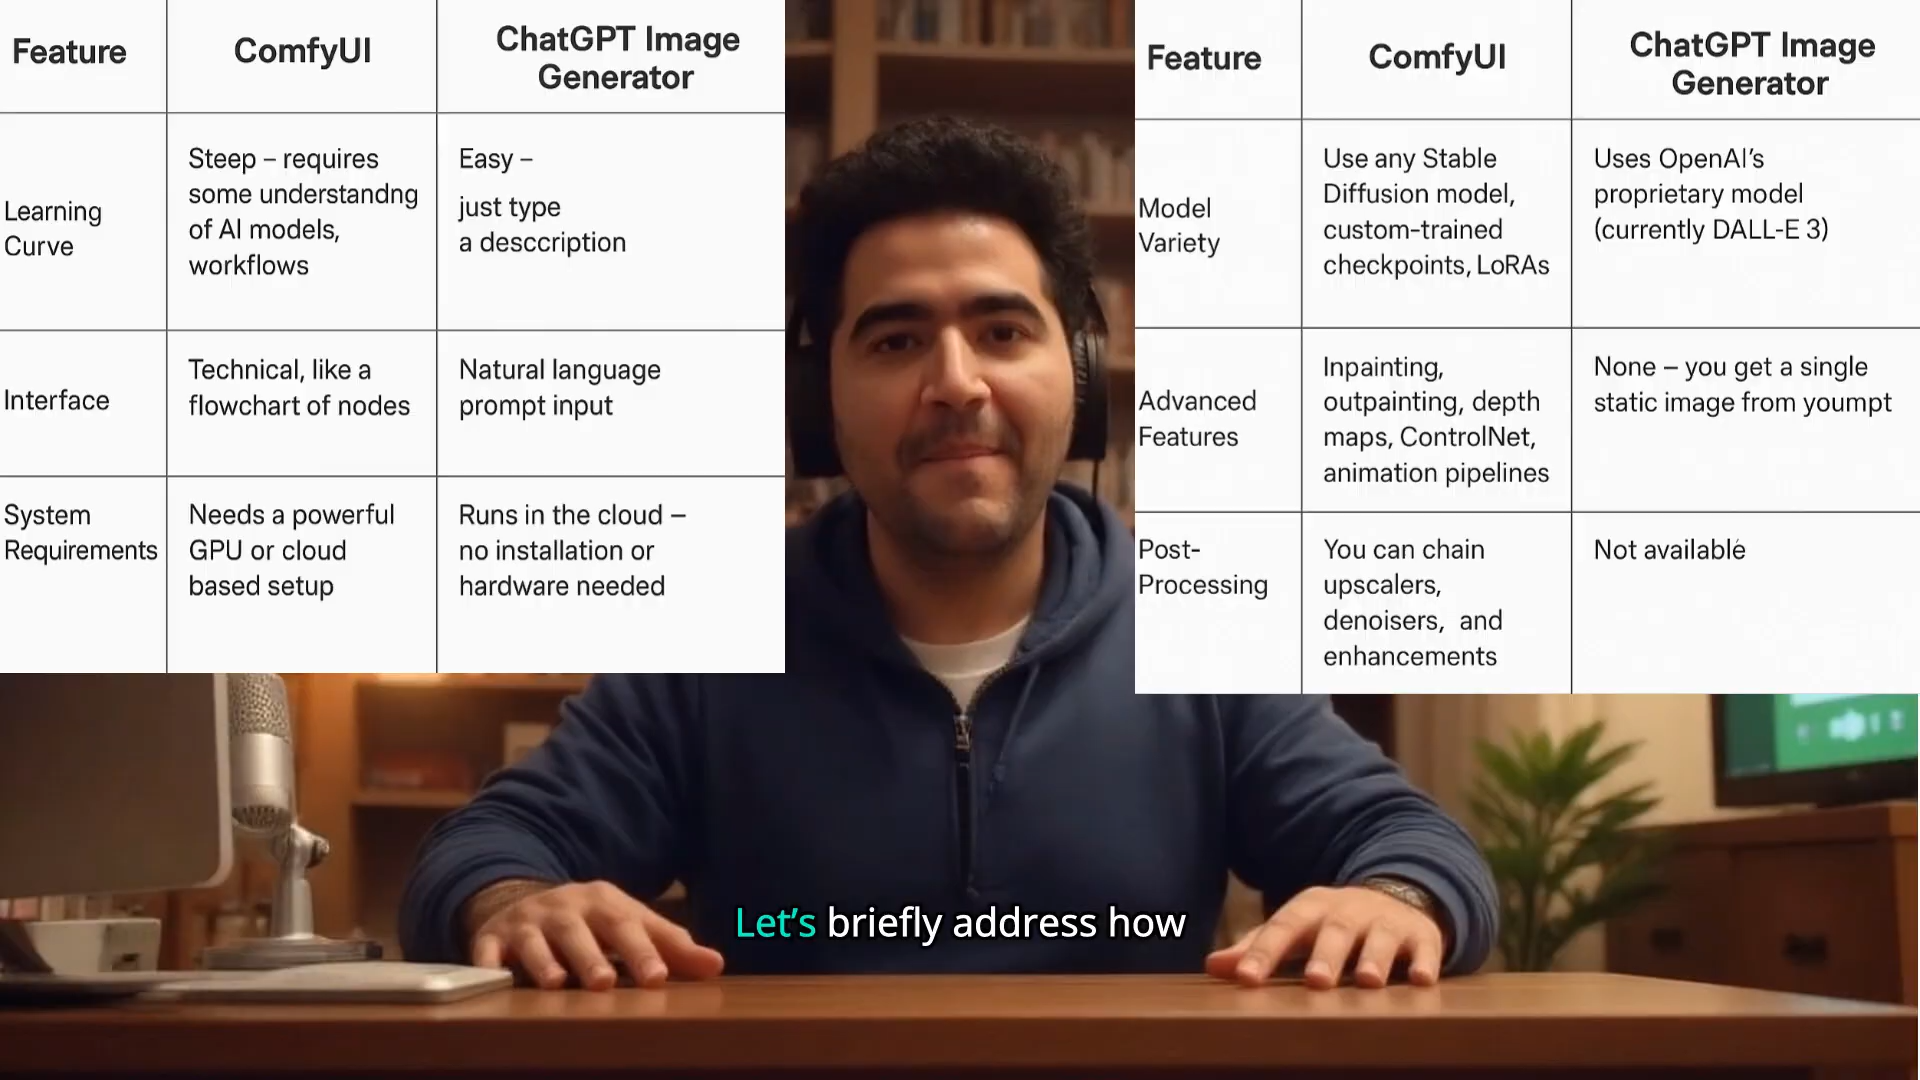 Feature
ComfyUI
ChatGPT Image
Generator
Learning
Curve
Steep – requires
some understandng
of AI models,
workflows
Easy –
just type
a desccription
Interface
Technical, like a
flowchart of nodes
Natural language
prompt input
System
Requirements
Needs a powerful
GPU or cloud
based setup
Runs in the cloud –
no installation or
hardware needed
Feature
ComfyUI
ChatGPT Image
Generator
Model
Variety
Use any Stable
Diffusion model,
custom-trained
checkpoints, LoRAs
Uses OpenAI's
proprietary model
(currently DALL-E 3)
Advanced
Features
Inpainting,
outpainting, depth
maps, ControlNet,
animation pipelines
None – you get a single
static image from youmpt
Post-
Processing
You can chain
upscalers,
denoisers, and
enhancements
Not available
Let's briefly address how